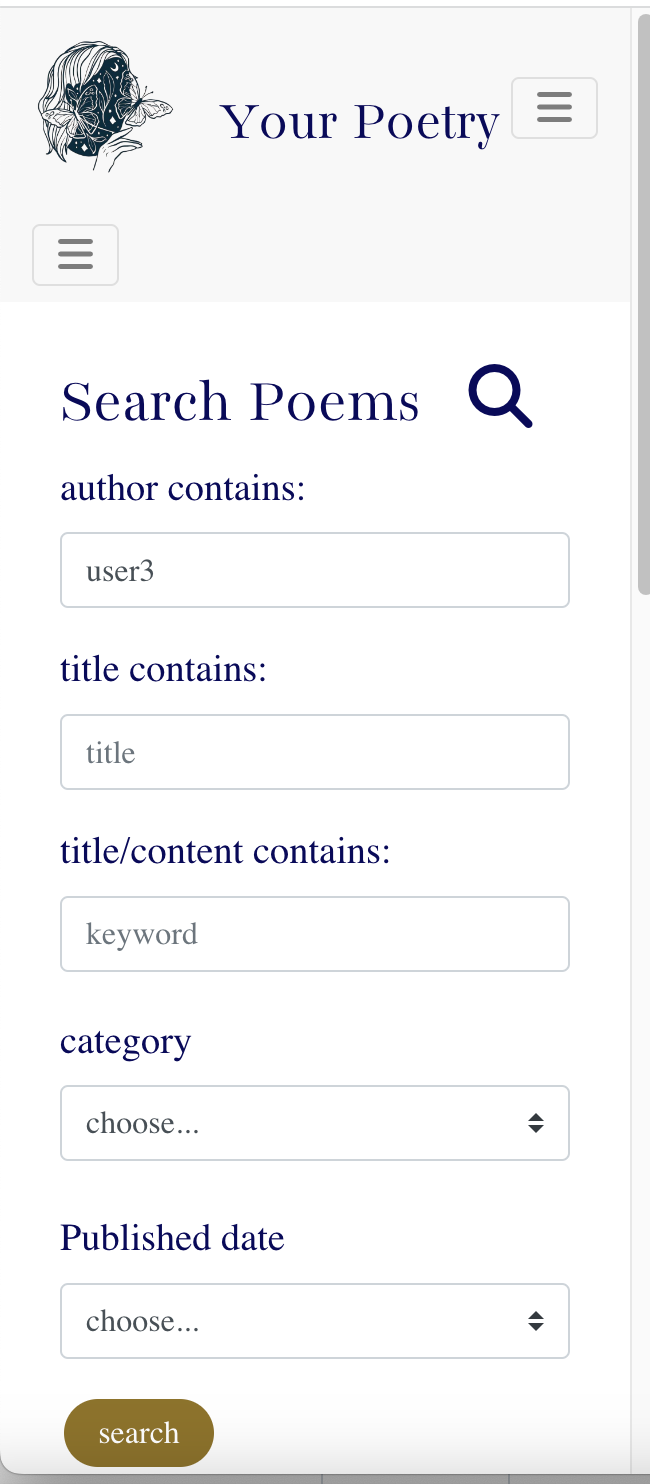 Your Poetry
Search Poems
author contains:
user3
title contains:
title
title/content contains:
keyword
category
choose...
Published date
choose...
search